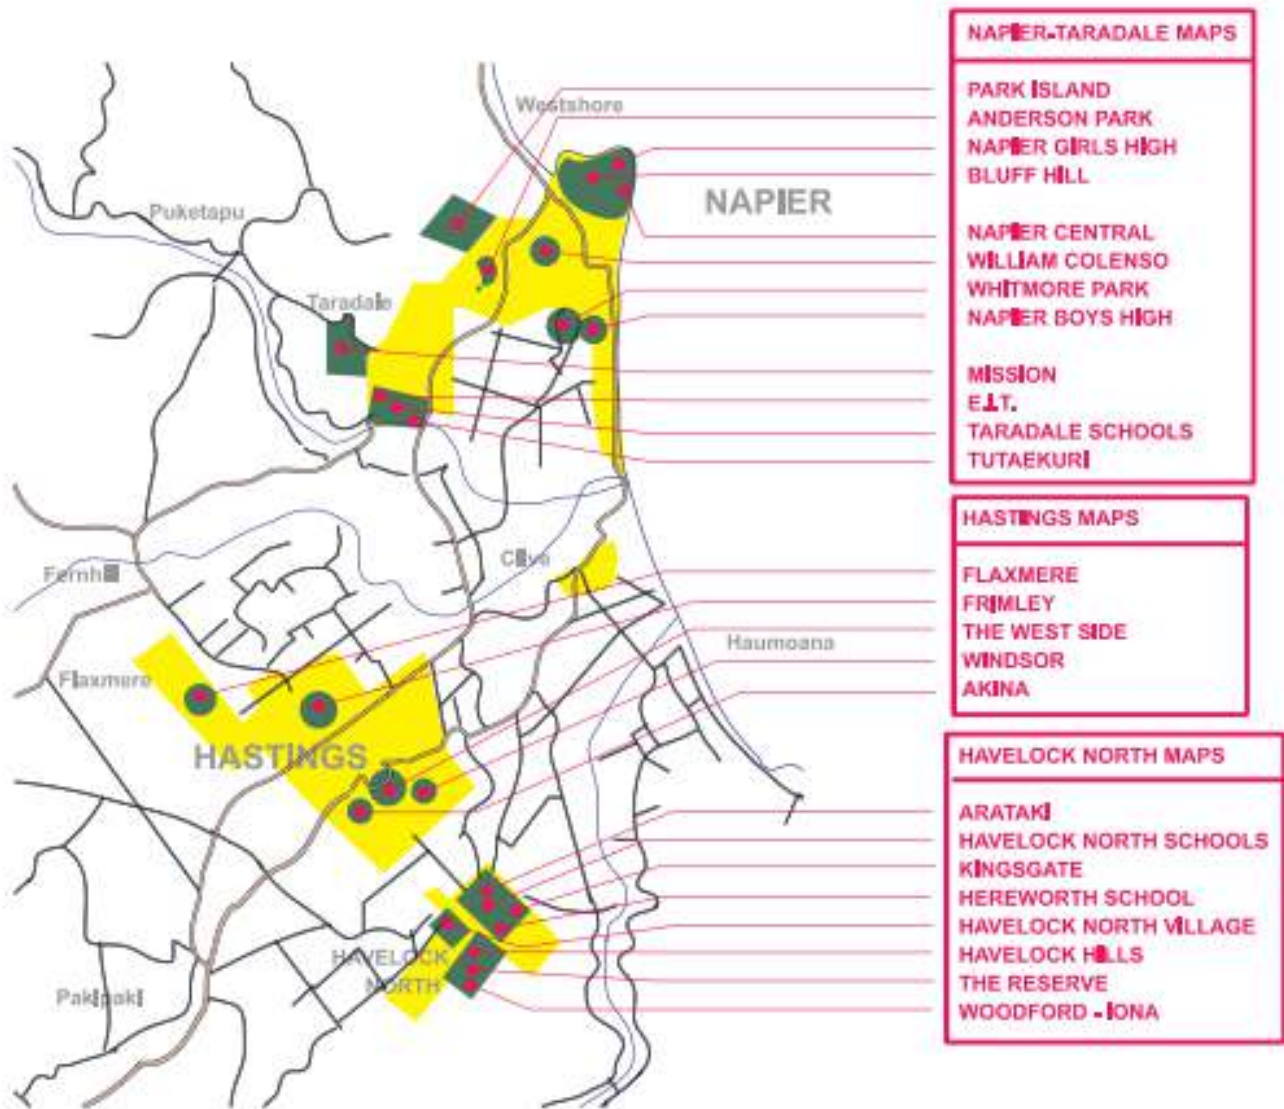 NAPIER-TARADALE MAPS
PARK ISLAND
ANDERSON PARK
NAPIER GIRLS HIGH
BLUFF HILL
NAPIER CENTRAL
WILLIAM COLENSO
WHITMORE PARK
NAPIER BOYS HIGH
MISSION
E.I.T.
TARADALE SCHOOLS
TUTAEKURI
HASTINGS MAPS
FLAXMERE
FRIMLEY
THE WEST SIDE
WINDSOR
AKINA
HAVELOCK NORTH MAPS
ARATAKI
HAVELOCK NORTH SCHOOLS
KINGSGATE
HEREWORTH SCHOOL
HAVELOCK NORTH VILLAGE
HAVELOCK HILLS
THE RESERVE
WOODFORD - IONA
Westshore
NAPIER
Puketapu
Taradale
Fernhill
Clive
Haumoana
Flaxmere
HASTINGS
HAVELOCK
NORTH
Pakipaki